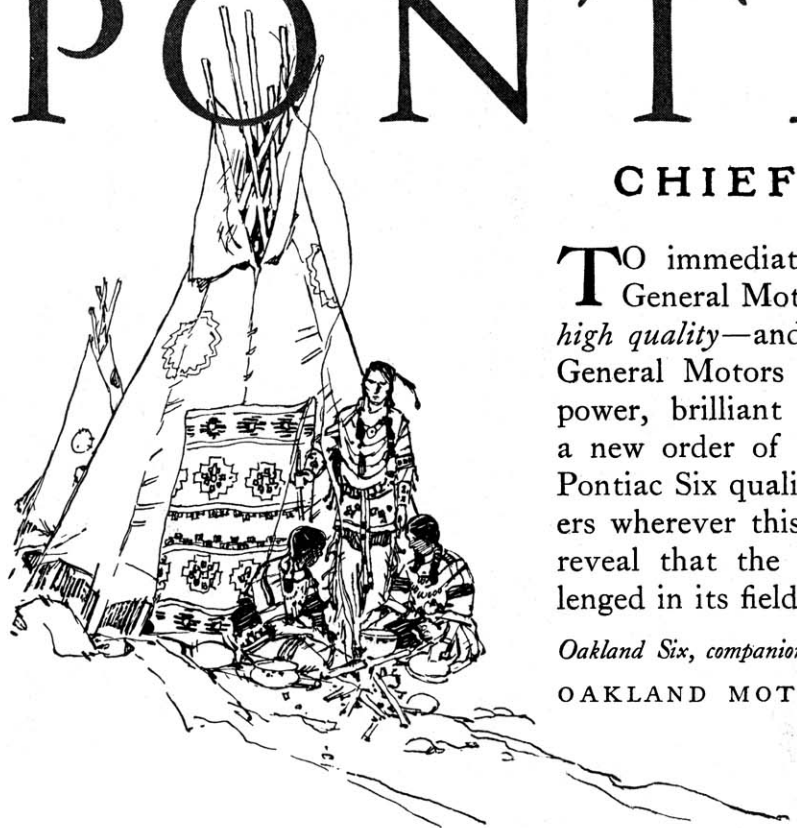 PONT
CHIEF
TO immediat
General Mot
high quality—and
General Motors
power, brilliant
a new order of
Pontiac Six quali
ers wherever this
reveal that the
lenged in its field
Oakland Six, companion
OAKLAND MOT